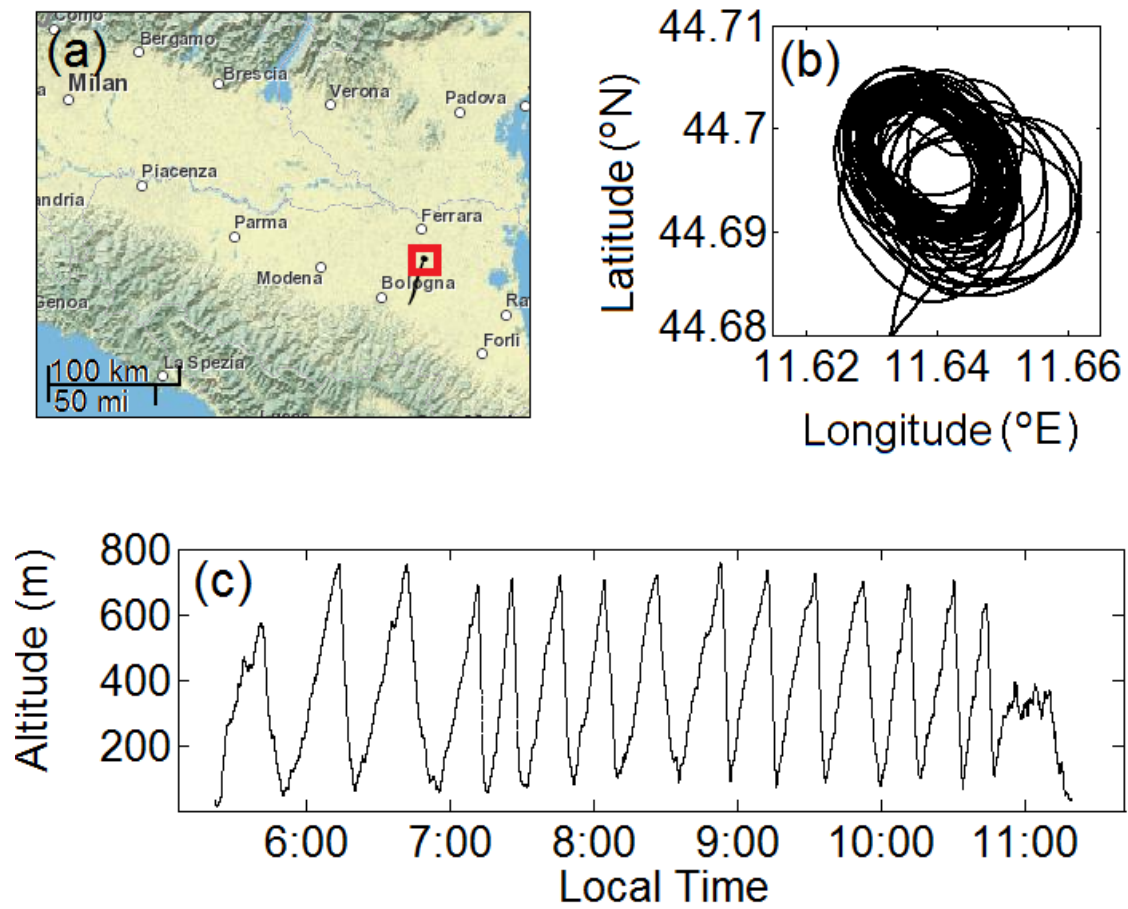 Como
(a)
Bergamo
Milan
Brescia
Verona
Padova
a
Piacenza
andria
Parma
Ferrara
Modena
Bologna
Genoa
Ra
Forli
La Spezia
100 km
50 mi
(b)
44.71
44.7
44.69
44.68
Latitude (°N)
11.62 11.64 11.66
Longitude (°E)
(c)
800
600
400
200
Altitude (m)
6:00 7:00 8:00 9:00 10:00 11:00
Local Time